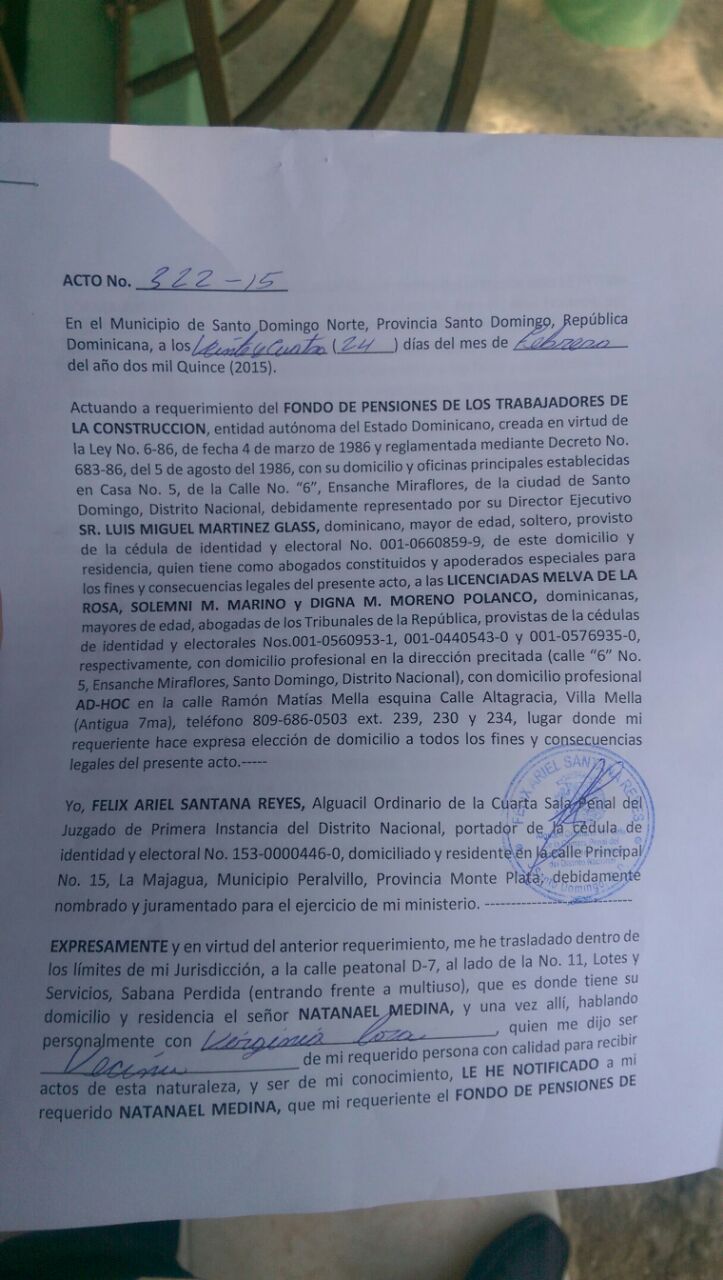 ACTO No. 322-15
En el Municipio de Santo Domingo Norte, Provincia Santo Domingo, República
Dominicana, a los Veinte y Cuatro (24) días del mes de Febrero
del año dos mil Quince (2015).
Actuando a requerimiento del FONDO DE PENSIONES DE LOS TRABAJADORES DE
LA CONSTRUCCION, entidad autónoma del Estado Dominicano, creada en virtud de
la Ley No. 6-86, de fecha 4 de marzo de 1986 y reglamentada mediante Decreto No.
683-86, del 5 de agosto del 1986, con su domicilio y oficinas principales establecidas
en Casa No. 5, de la Calle No. “6”, Ensanche Miraflores, de la ciudad de Santo
Domingo, Distrito Nacional, debidamente representado por su Director Ejecutivo
SR. LUIS MIGUEL MARTINEZ GLASS, dominicano, mayor de edad, soltero, provisto
de la cédula de identidad y electoral No. 001-0660859-9, de este domicilio y
residencia, quien tiene como abogados constituidos y apoderados especiales para
los fines y consecuencias legales del presente acto, a las LICENCIADAS MELVA DE LA
ROSA, SOLEMNI M. MARINO y DIGNA M. MORENO POLANCO, dominicanas,
mayores de edad, abogadas de los Tribunales de la República, provistas de la cédulas
de identidad y electorales Nos.001-0560953-1, 001-0440543-0 y 001-0576935-0,
respectivamente, con domicilio profesional en la dirección precitada (calle “6” No.
5, Ensanche Miraflores, Santo Domingo, Distrito Nacional), con domicilio profesional
AD-HOC en la calle Ramón Matías Mella esquina Calle Altagracia, Villa Mella
(Antigua 7ma), teléfono 809-686-0503 ext. 239, 230 y 234, lugar donde mi
requeriente hace expresa elección de domicilio a todos los fines y consecuencias
legales del presente acto.-----
FELIX ARIEL SANTANA REYES
Santo Domingo
Yo, FELIX ARIEL SANTANA REYES, Alguacil Ordinario de la Cuarta Sala Penal del
Juzgado de Primera Instancia del Distrito Nacional, portador de la cédula de
identidad y electoral No. 153-0000446-0, domiciliado y residente en la calle Principal
No. 15, La Majagua, Municipio Peralvillo, Provincia Monte Plata, debidamente
nombrado y juramentado para el ejercicio de mi ministerio. -----------------------------
EXPRESAMENTE y en virtud del anterior requerimiento, me he trasladado dentro de
los límites de mi Jurisdicción, a la calle peatonal D-7, al lado de la No. 11, Lotes y
Servicios, Sabana Perdida (entrando frente a multiuso), que es donde tiene su
domicilio y residencia el señor NATANAEL MEDINA, y una vez allí, hablando
personalmente con Virginia, quien me dijo ser
Vecina de mi requerido persona con calidad para recibir
actos de esta naturaleza, y ser de mi conocimiento, LE HE NOTIFICADO a mi
requerido NATANAEL MEDINA, que mi requeriente el FONDO DE PENSIONES DE